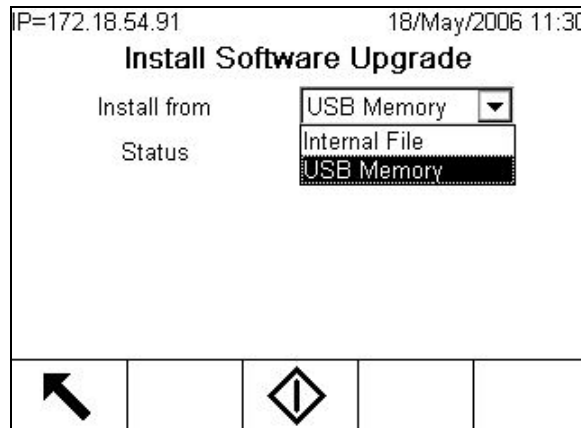 IP=172.18.54.91 18/May/2006 11:30
Install Software Upgrade
Install from USB Memory
Status Internal File
USB Memory